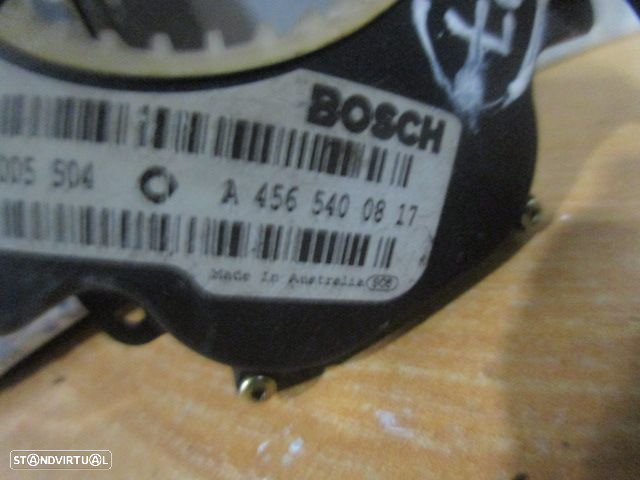 BOSCH
005 504 A 456 540 08 17
Made in Australia
STANDVIRTUAL